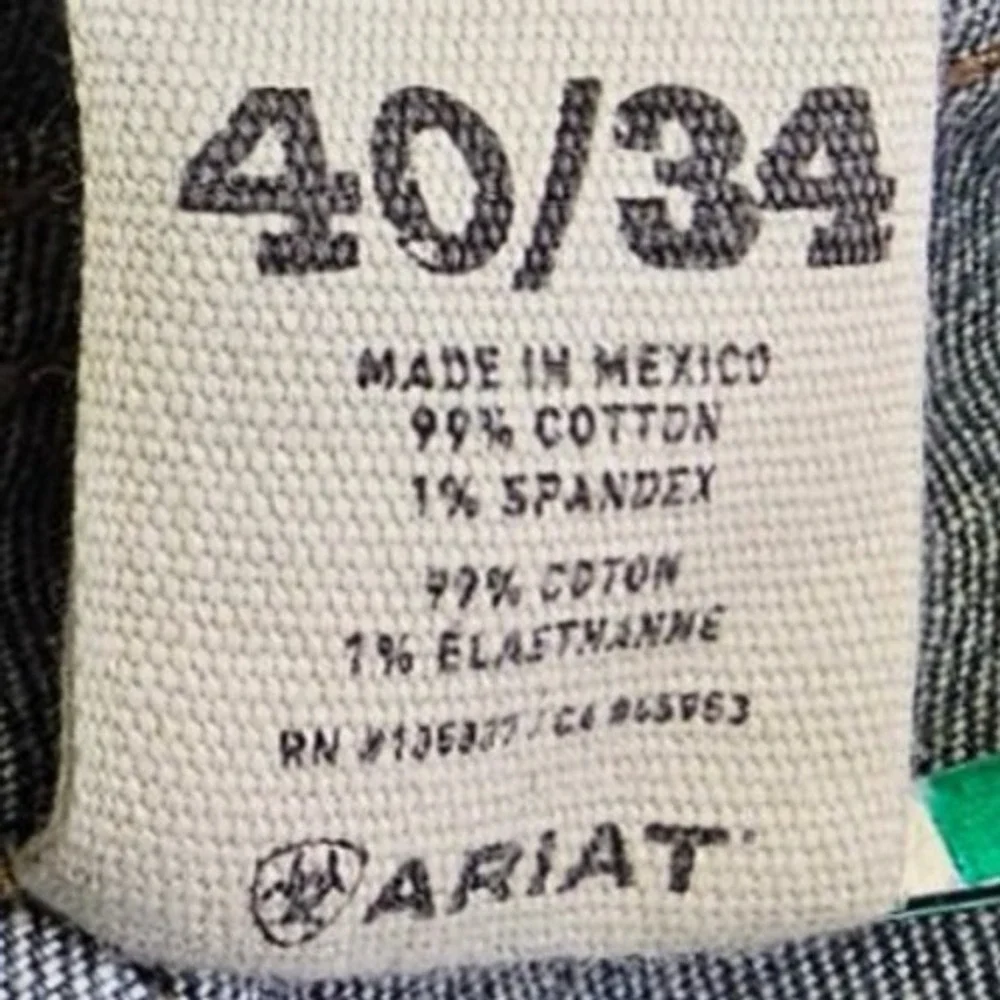 40/34
MADE IN MEXICO
99% COTTON
1% SPANDEX
99% COTON
1% ELASTHANNE
RN
ARIAT